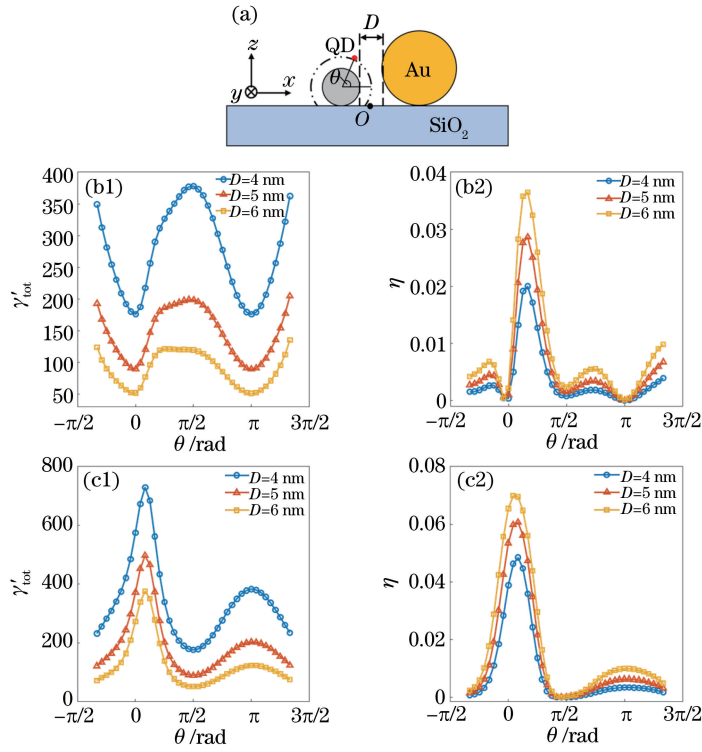 (a)
D
QD
z
x
y
θ
O
Au
SiO₂
(b1)
D=4 nm
D=5 nm
D=6 nm
400
350
300
250
200
150
100
50
γ′tot
−π/2
0
π/2
π
3π/2
θ /rad
(b2)
D=4 nm
D=5 nm
D=6 nm
0.04
0.03
0.02
0.01
0
η
−π/2
0
π/2
π
3π/2
θ /rad
(c1)
D=4 nm
D=5 nm
D=6 nm
800
600
400
200
0
γ′tot
−π/2
0
π/2
π
3π/2
θ /rad
(c2)
D=4 nm
D=5 nm
D=6 nm
0.08
0.06
0.04
0.02
0
η
−π/2
0
π/2
π
3π/2
θ /rad